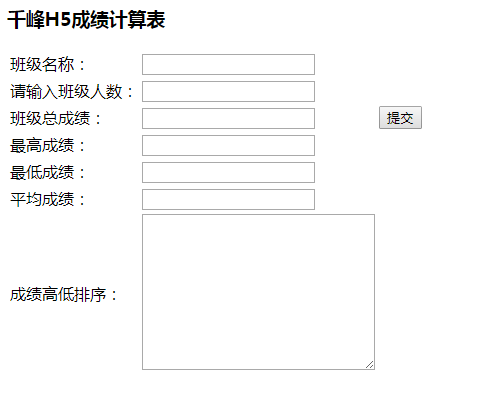 千峰H5成绩计算表
班级名称：
请输入班级人数：
班级总成绩： 提交
最高成绩：
最低成绩：
平均成绩：
成绩高低排序：